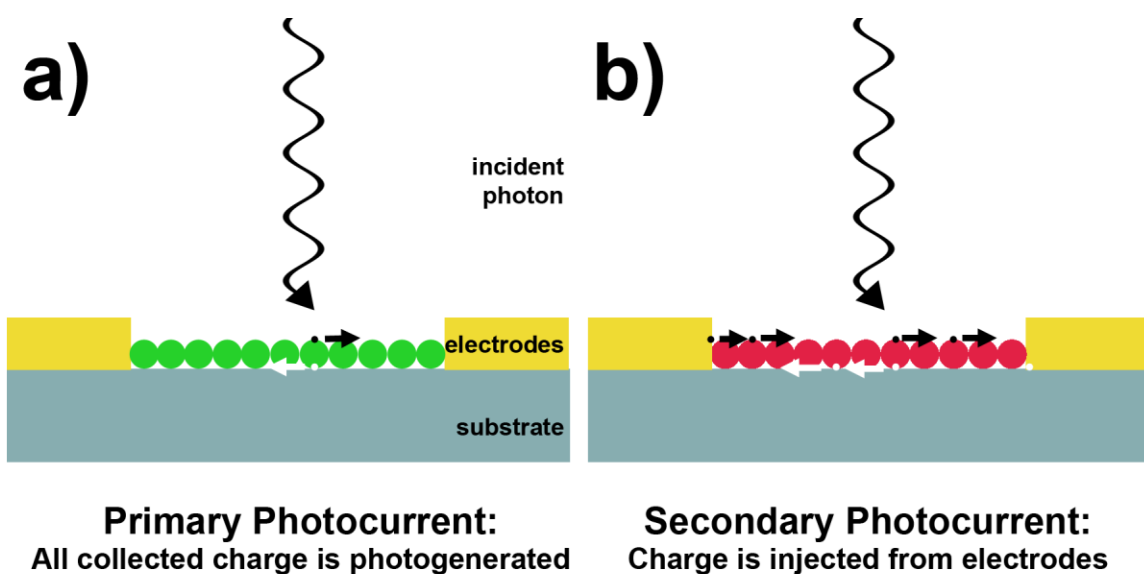 a)
b)
incident
photon
electrodes
substrate
Primary Photocurrent:
All collected charge is photogenerated
Secondary Photocurrent:
Charge is injected from electrodes